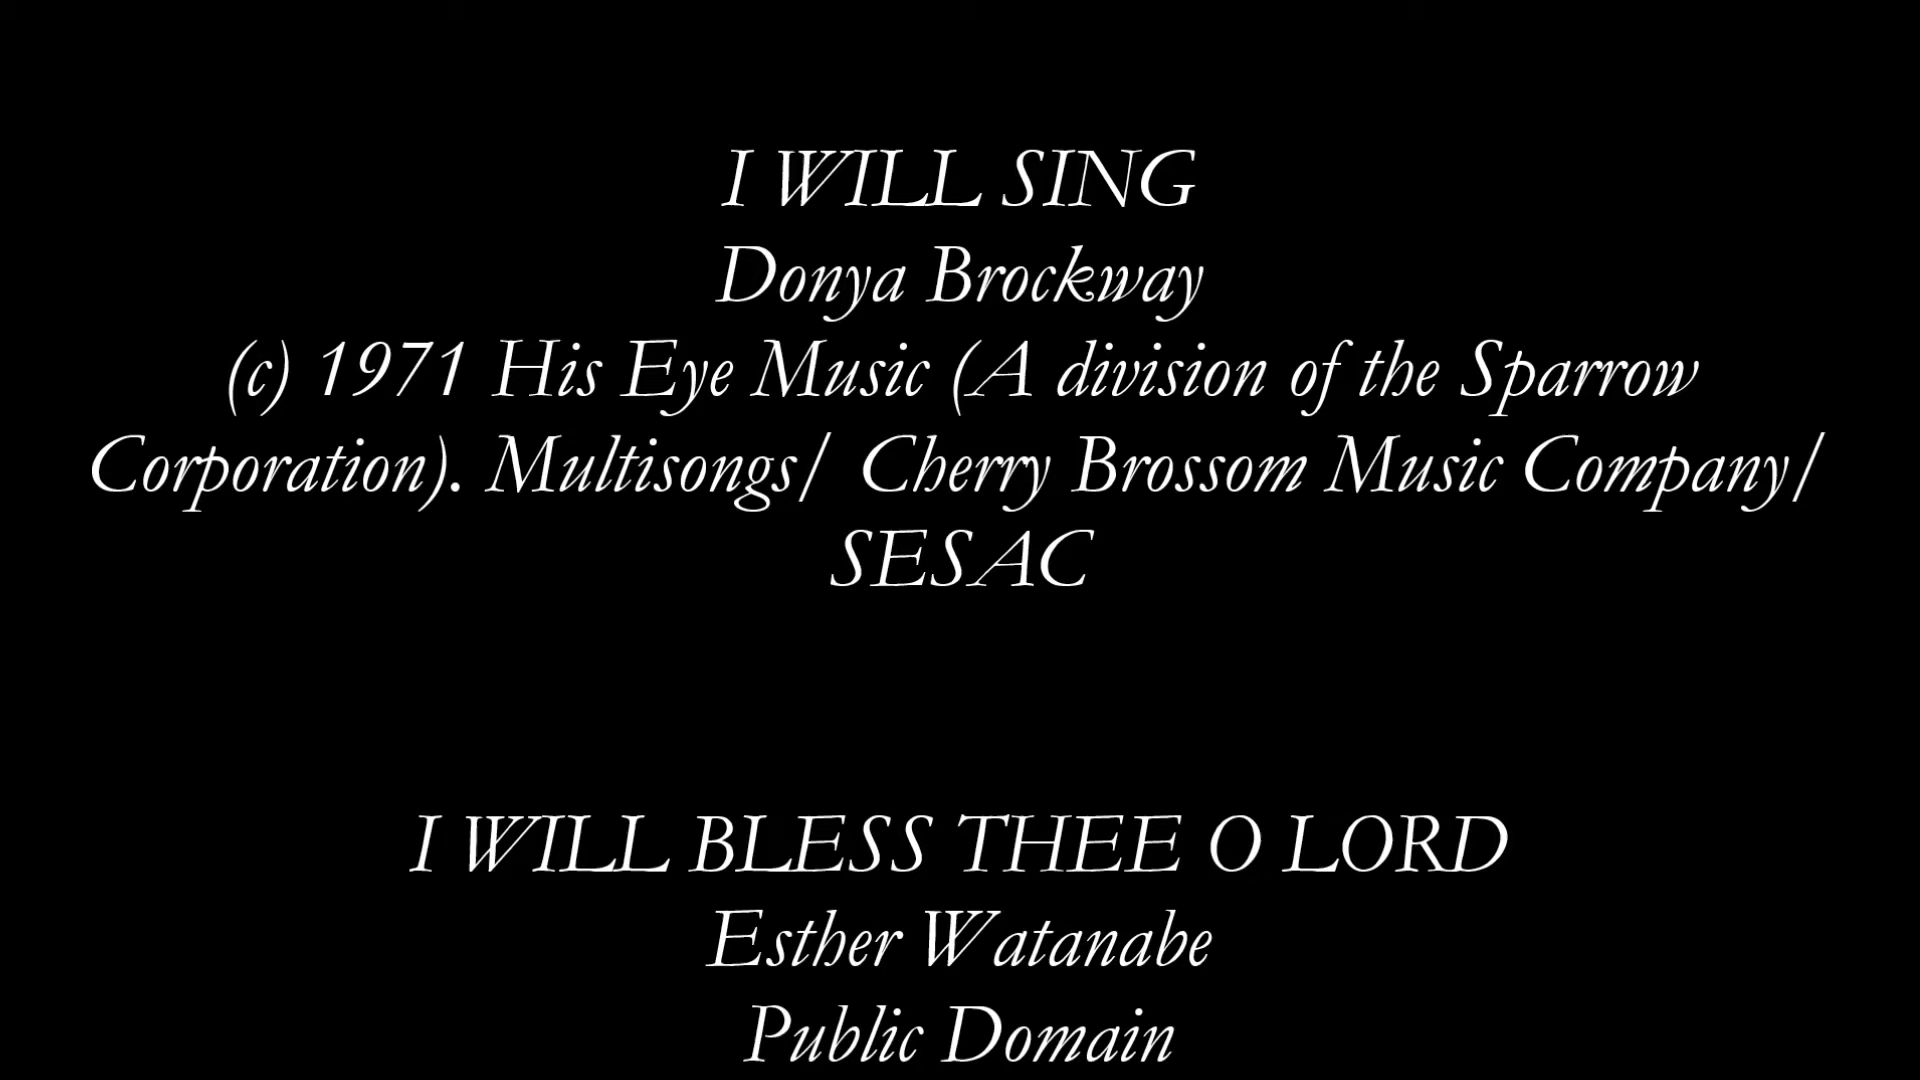 I WILL SING
Donya Brockway
(c) 1971 His Eye Music (A division of the Sparrow
Corporation). Multisongs/ Cherry Brossom Music Company/
SESAC
I WILL BLESS THEE O LORD
Esther Watanabe
Public Domain